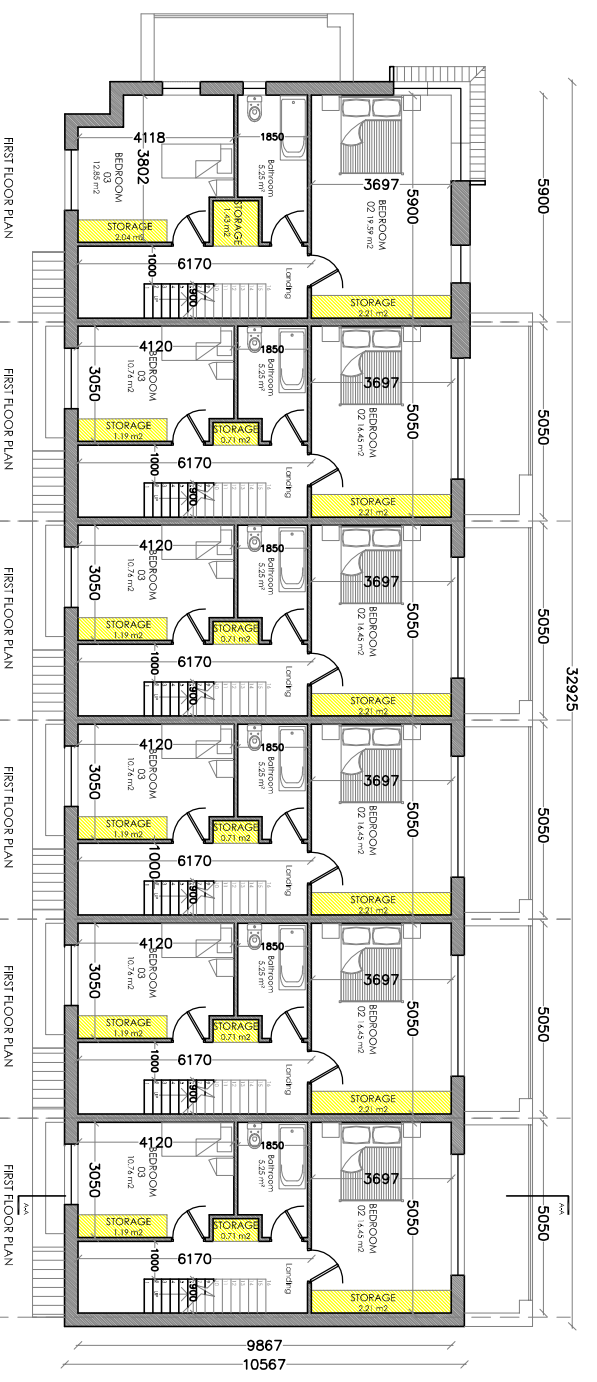 FIRST FLOOR PLAN
4118
3802
BEDROOM
03
12.85 m²
STORAGE
2.04 m²
STORAGE
1.43 m²
1850
Bathroom
5.25 m²
3697
5900
BEDROOM
02 19.59 m2
STORAGE
2.21 m2
6170
1000
900
Landing
UP
5900
FIRST FLOOR PLAN
4120
BEDROOM
03
10.76 m2
3050
STORAGE
1.19 m2
STORAGE
0.71 m2
1850
Bathroom
5.25 m²
3697
5050
BEDROOM
02 16.45 m2
STORAGE
2.21 m2
6170
1000
900
Landing
UP
5050
FIRST FLOOR PLAN
4120
BEDROOM
03
10.76 m2
3050
STORAGE
1.19 m2
STORAGE
0.71 m2
1850
Bathroom
5.25 m²
3697
5050
BEDROOM
02 16.45 m2
STORAGE
2.21 m2
6170
1000
900
Landing
UP
5050
32925
FIRST FLOOR PLAN
4120
BEDROOM
03
10.76 m2
3050
STORAGE
1.19 m2
STORAGE
0.71 m2
1850
Bathroom
5.25 m²
3697
5050
BEDROOM
02 16.45 m2
STORAGE
2.21 m2
6170
1000
900
Landing
UP
5050
FIRST FLOOR PLAN
4120
BEDROOM
03
10.76 m2
3050
STORAGE
1.19 m2
STORAGE
0.71 m2
1850
Bathroom
5.25 m²
3697
5050
BEDROOM
02 16.45 m2
STORAGE
2.21 m2
6170
1000
900
Landing
UP
5050
FIRST FLOOR PLAN
4120
BEDROOM
03
10.76 m2
3050
STORAGE
1.19 m2
STORAGE
0.71 m2
1850
Bathroom
5.25 m²
3697
5050
BEDROOM
02 16.45 m2
STORAGE
2.21 m2
6170
1000
900
Landing
UP
5050
A-A
A-A
9867
10567